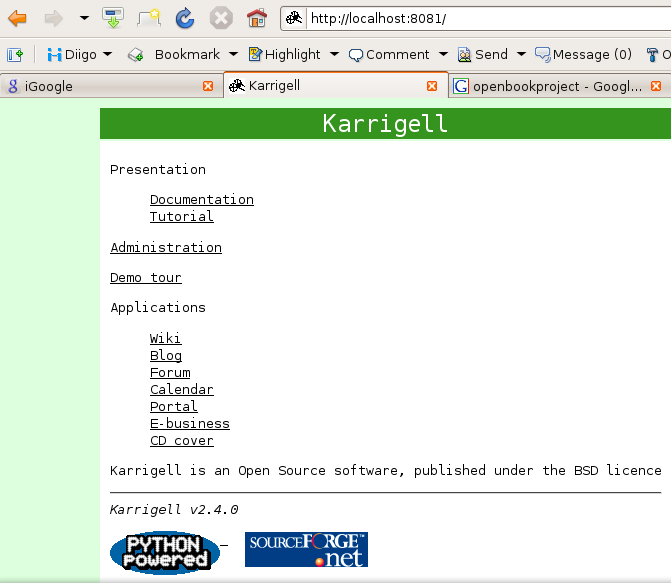 http://localhost:8081/
Diigo Bookmark Highlight Comment Send Message (0) O
iGoogle Karrigell openbookproject - Googl...
Karrigell
Presentation
Documentation
Tutorial
Administration
Demo tour
Applications
Wiki
Blog
Forum
Calendar
Portal
E-business
CD cover
Karrigell is an Open Source software, published under the BSD licence
Karrigell v2.4.0
PYTHON
powered
SOURCEFORGE
.net